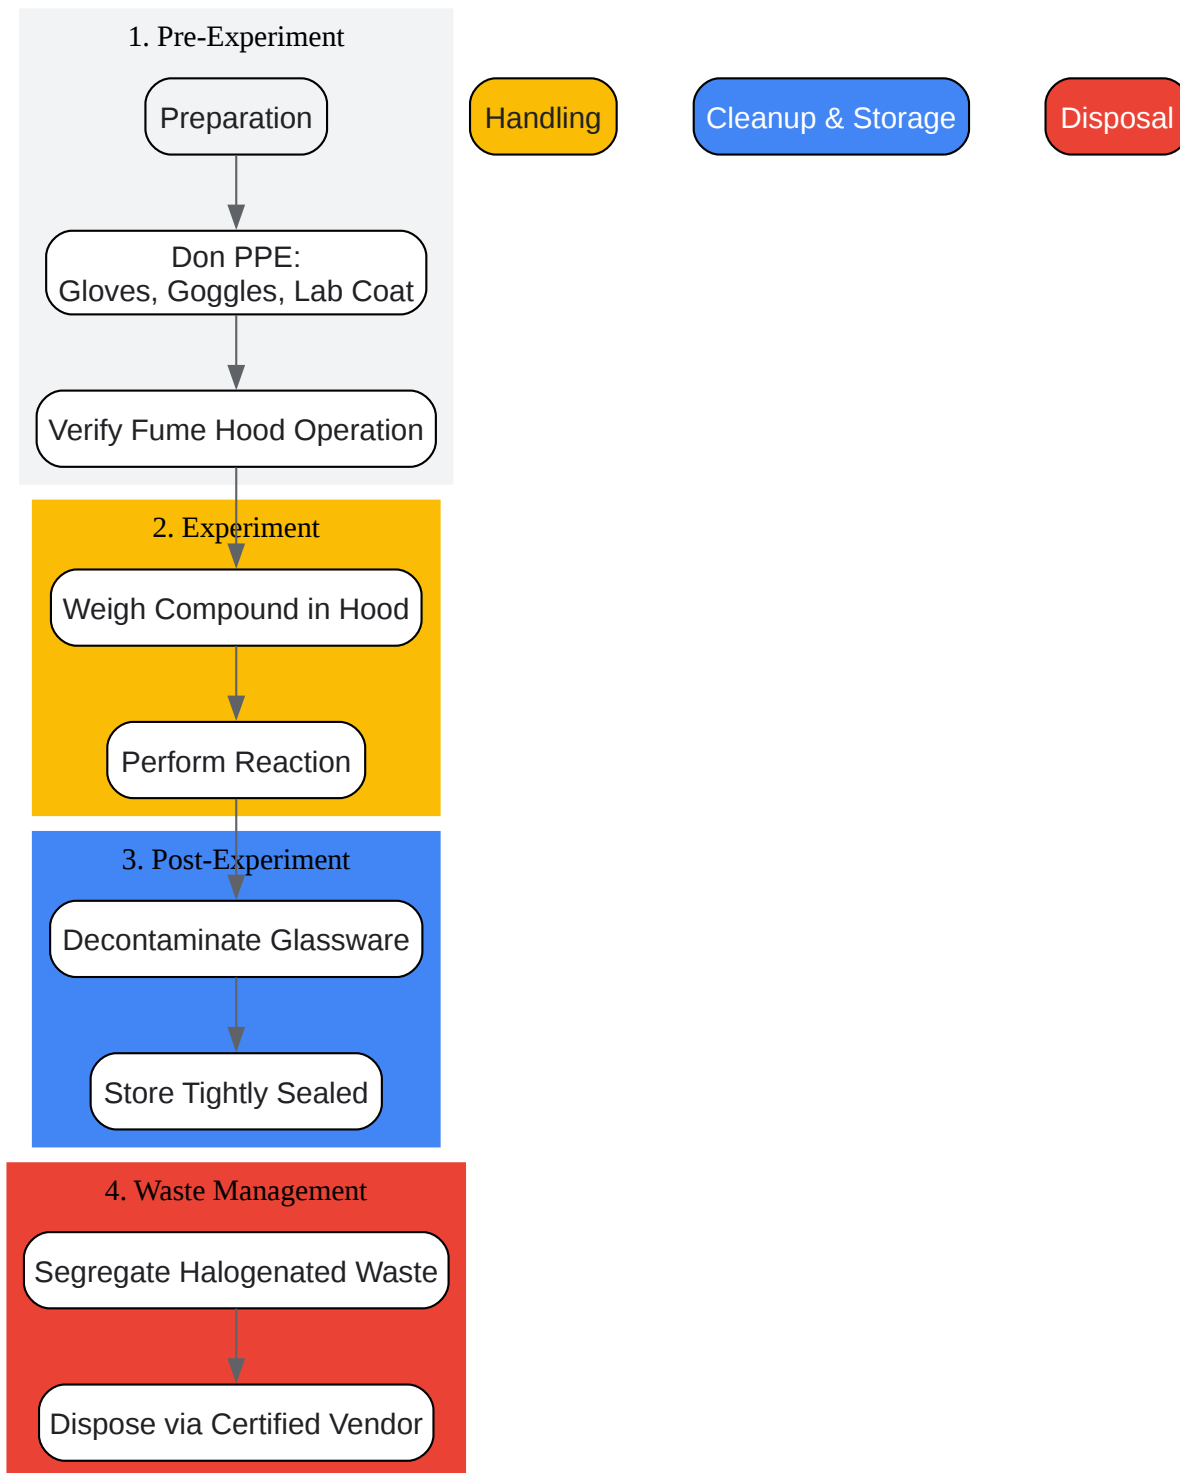 1. Pre-Experiment
Preparation
Handling
Cleanup & Storage
Disposal
Don PPE:
Gloves, Goggles, Lab Coat
Verify Fume Hood Operation
2. Experiment
Weigh Compound in Hood
Perform Reaction
3. Post-Experiment
Decontaminate Glassware
Store Tightly Sealed
4. Waste Management
Segregate Halogenated Waste
Dispose via Certified Vendor